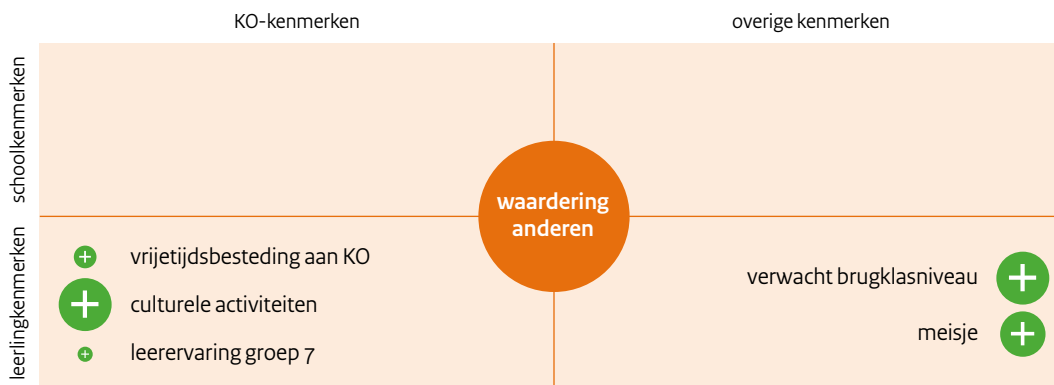 KO-kenmerken
overige kenmerken
schoolkenmerken
waardering
anderen
leerlingkenmerken
+ vrijetijdsbesteding aan KO
+ culturele activiteiten
+ leerervaring groep 7
verwacht brugklasniveau +
meisje +